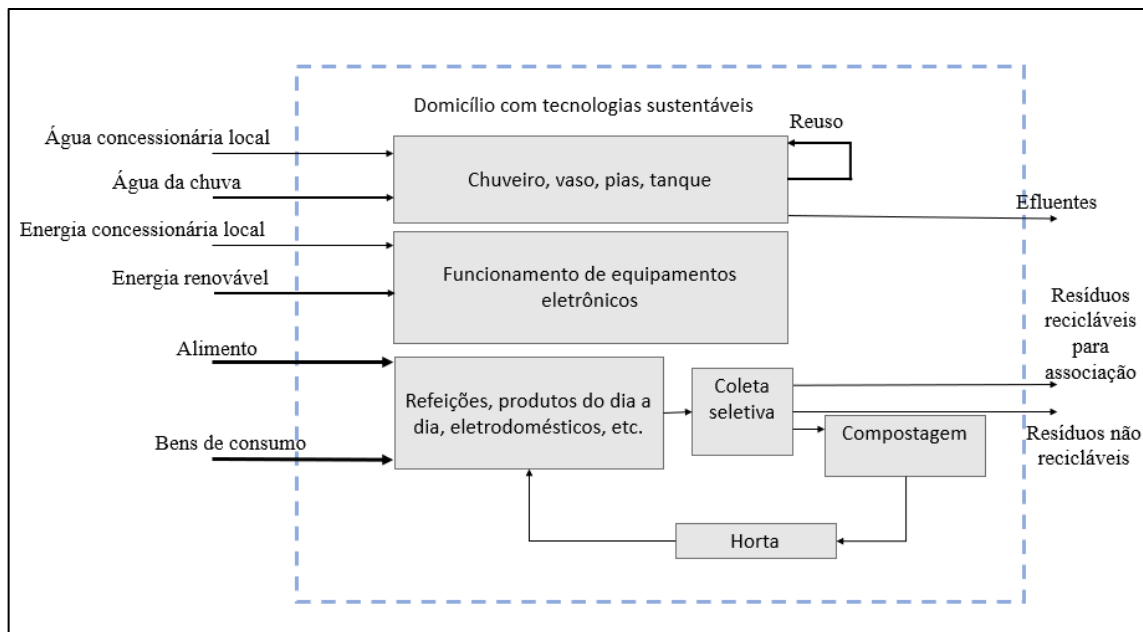 Domicílio com tecnologias sustentáveis
Água concessionária local
Água da chuva
Chuveiro, vaso, pias, tanque
Reuso
Efluentes
Energia concessionária local
Energia renovável
Funcionamento de equipamentos
eletrônicos
Alimento
Bens de consumo
Refeições, produtos do dia a
dia, eletrodomésticos, etc.
Coleta
seletiva
Resíduos
recicláveis
para
associação
Compostagem
Resíduos não
recicláveis
Horta